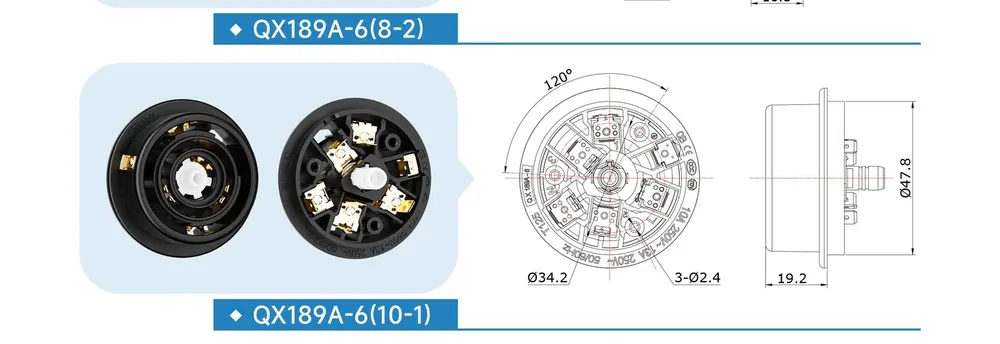 ◆ QX189A-6(8-2)
120°
QX189A-6
T125
50/60HZ
250V~
13A
250V~
10A
Ø34.2
3-Ø2.4
19.2
Ø47.8
◆ QX189A-6(10-1)